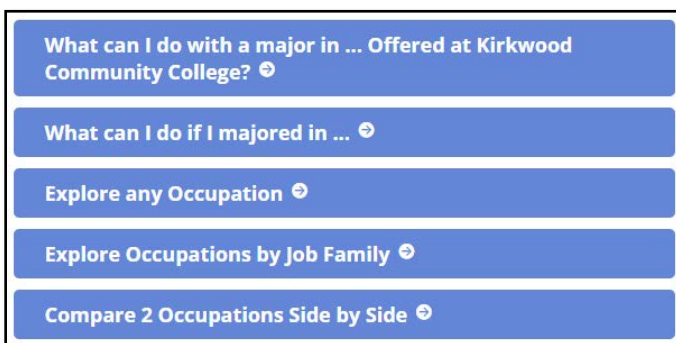 What can I do with a major in ... Offered at Kirkwood
Community College?
What can I do if I majored in ...
Explore any Occupation
Explore Occupations by Job Family
Compare 2 Occupations Side by Side